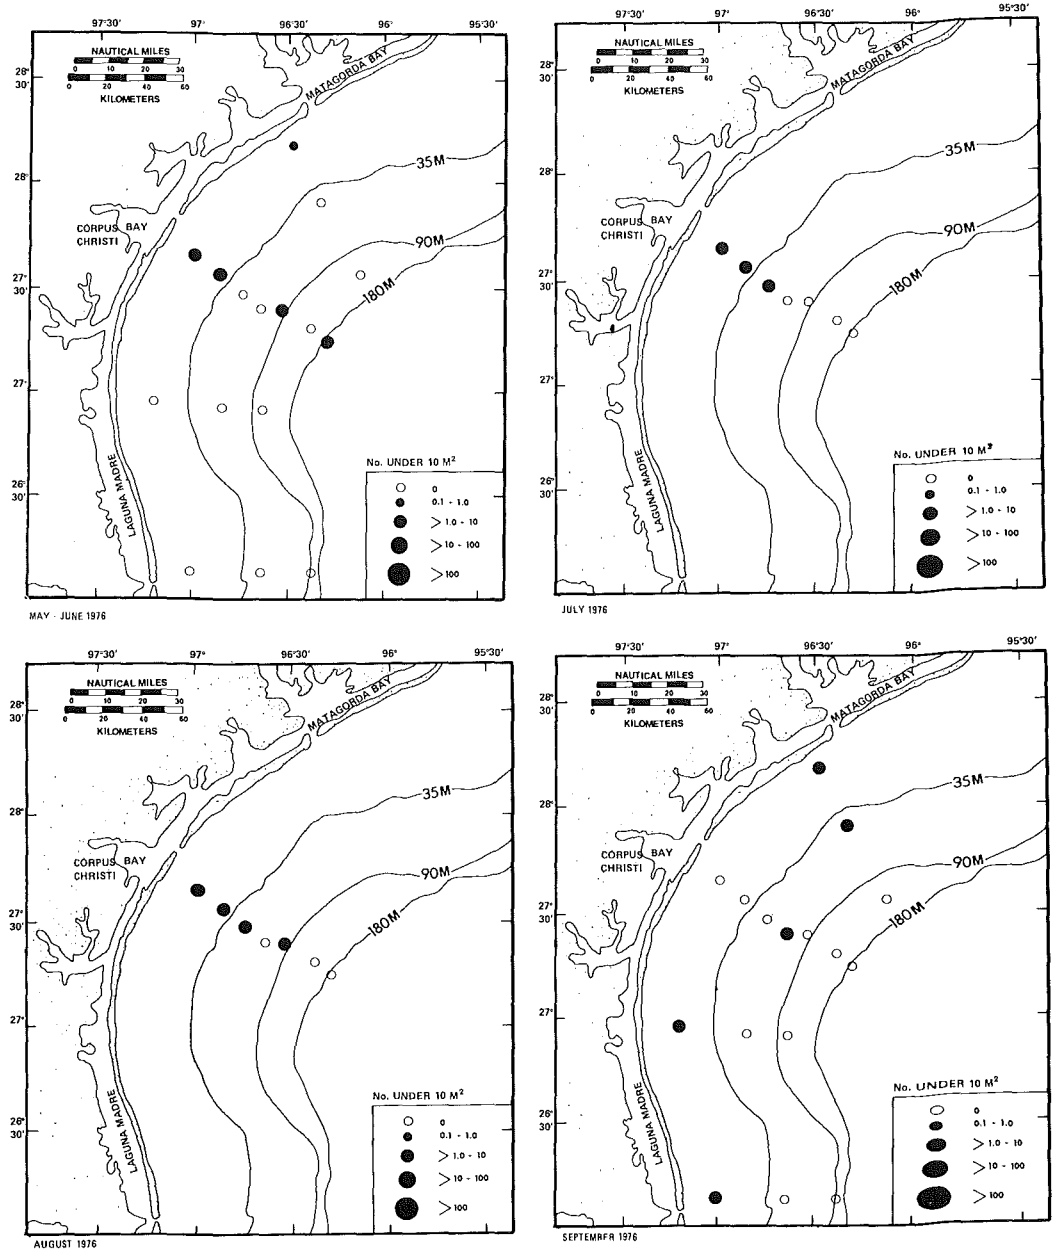 97°30' 97° 96°30' 96° 95°30'
NAUTICAL MILES
0 10 20 30
0 20 40 60
KILOMETERS
MATAGORDA BAY
28°
30'
35M
28°
CORPUS BAY
CHRISTI
90M
27°
30'
180M
27°
No. UNDER 10 M²
0
0.1 - 1.0
>1.0 - 10
>10 - 100
>100
26°
30'
LAGUNA MADRE
MAY - JUNE 1976
97°30' 97° 96°30' 96° 95°30'
NAUTICAL MILES
0 10 20 30
0 20 40 60
KILOMETERS
MATAGORDA BAY
28°
30'
35M
28°
CORPUS BAY
CHRISTI
90M
27°
30'
180M
27°
No. UNDER 10 M²
0
0.1 - 1.0
>1.0 - 10
>10 - 100
>100
26°
30'
LAGUNA MADRE
JULY 1976
97°30' 97° 96°30' 96° 95°30'
NAUTICAL MILES
0 10 20 30
0 20 40 60
KILOMETERS
MATAGORDA BAY
28°
30'
35M
28°
CORPUS BAY
CHRISTI
90M
27°
30'
180M
27°
No. UNDER 10 M²
0
0.1 - 1.0
>1.0 - 10
>10 - 100
>100
26°
30'
LAGUNA MADRE
AUGUST 1976
97°30' 97° 96°30' 96° 95°30'
NAUTICAL MILES
0 10 20 30
0 20 40 60
KILOMETERS
MATAGORDA BAY
28°
30'
35M
28°
CORPUS BAY
CHRISTI
90M
27°
30'
180M
27°
No. UNDER 10 M²
0
0.1 - 1.0
>1.0 - 10
>10 - 100
>100
26°
30'
LAGUNA MADRE
SEPTEMBER 1976